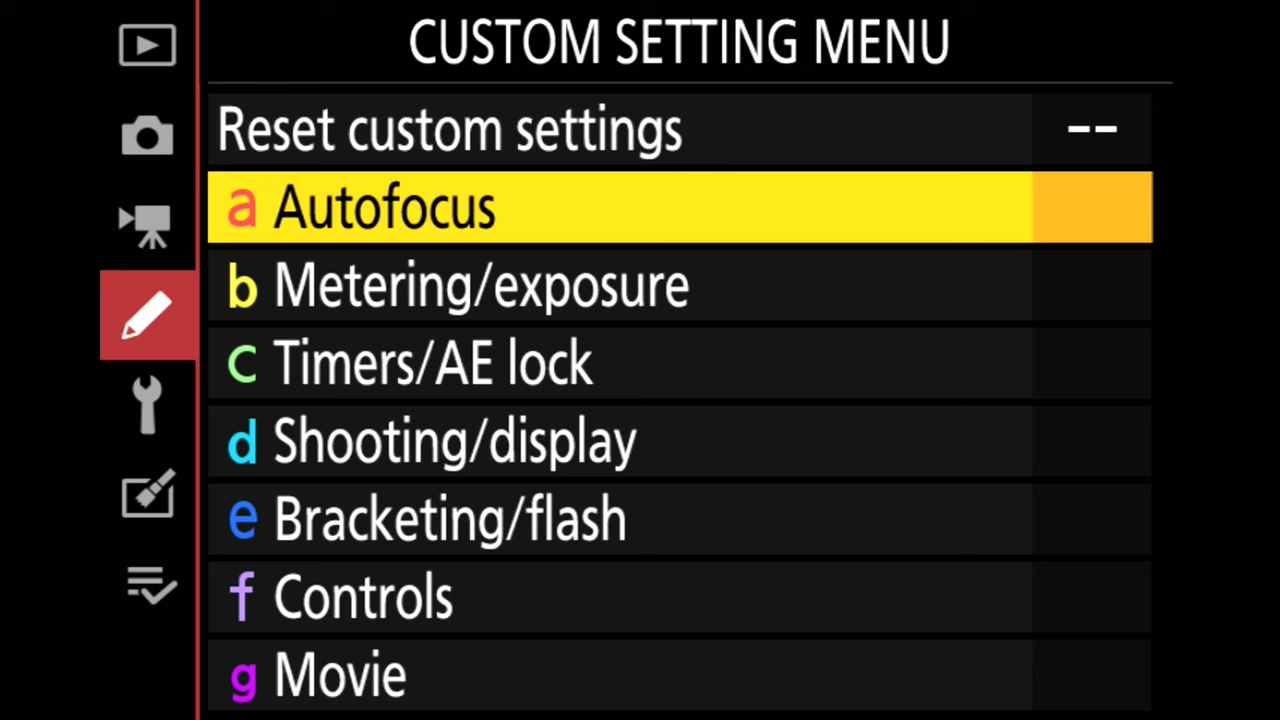 CUSTOM SETTING MENU
Reset custom settings --
a Autofocus
b Metering/exposure
c Timers/AE lock
d Shooting/display
e Bracketing/flash
f Controls
g Movie